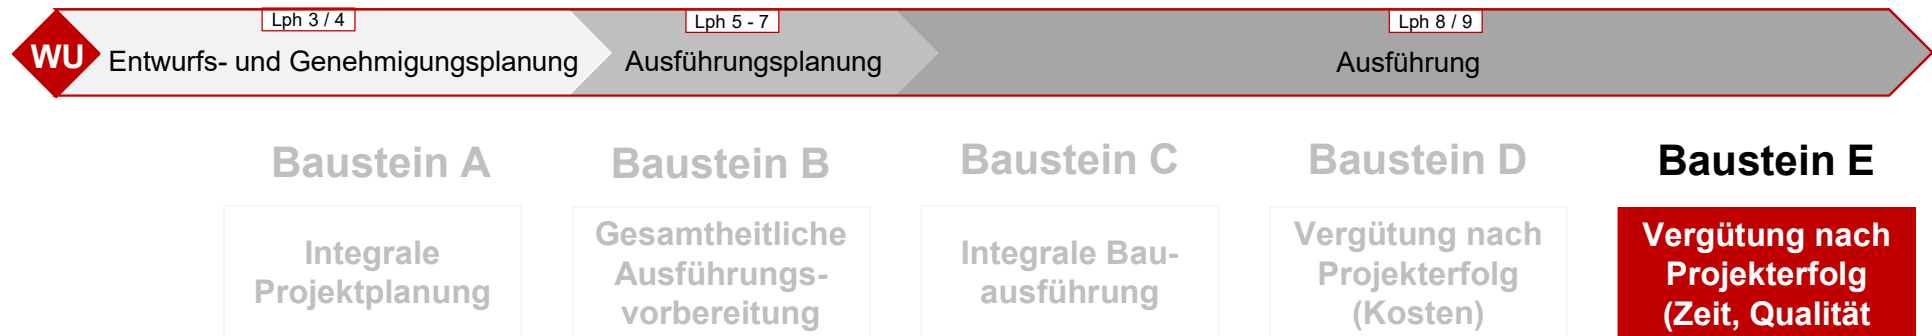 Lph 3 / 4
Lph 5 - 7
Lph 8 / 9
WU
Entwurfs- und Genehmigungsplanung
Ausführungsplanung
Ausführung
Baustein A
Baustein B
Baustein C
Baustein D
Baustein E
Integrale
Projektplanung
Gesamtheitliche
Ausführungs-
vorbereitung
Integrale Bau-
ausführung
Vergütung nach
Projekterfolg
(Kosten)
Vergütung nach
Projekterfolg
(Zeit, Qualität